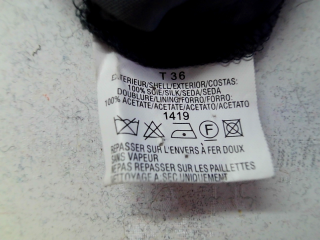 T 36
EXTERIEUR/SHELL/EXTERIOR/COSTAS:
100% SOIE/SILK/SEDA/SEDA
DOUBLURE/LINING/FORRO/FORRO:
100% ACETATE/ACETATE/ACETATO/ACETATO
1419
F
REPASSER SUR L'ENVERS A FER DOUX
SANS VAPEUR
NE PAS REPASSER SUR LES PAILLETTES
NETTOYAGE A SEC UNIQUEMENT